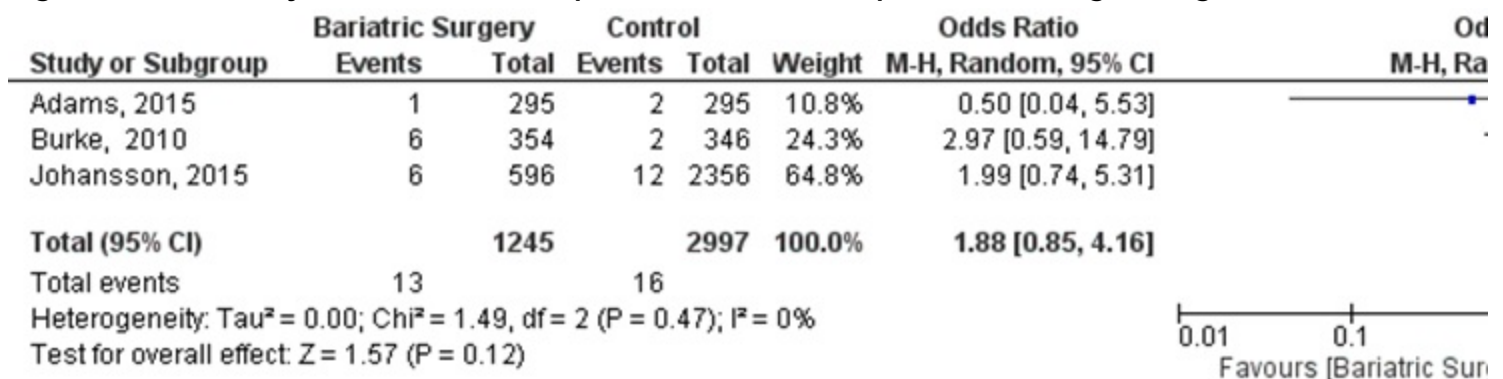 Bariatric Surgery Control Odds Ratio Od
Study or Subgroup Events Total Events Total Weight M-H, Random, 95% CI M-H, Ra
Adams, 2015 1 295 2 295 10.8% 0.50 [0.04, 5.53]
Burke, 2010 6 354 2 346 24.3% 2.97 [0.59, 14.79]
Johansson, 2015 6 596 12 2356 64.8% 1.99 [0.74, 5.31]
Total (95% CI) 1245 2997 100.0% 1.88 [0.85, 4.16]
Total events 13 16
Heterogeneity: Tau² = 0.00; Chi² = 1.49, df = 2 (P = 0.47); I² = 0%
Test for overall effect: Z = 1.57 (P = 0.12)
0.01 0.1
Favours [Bariatric Sur